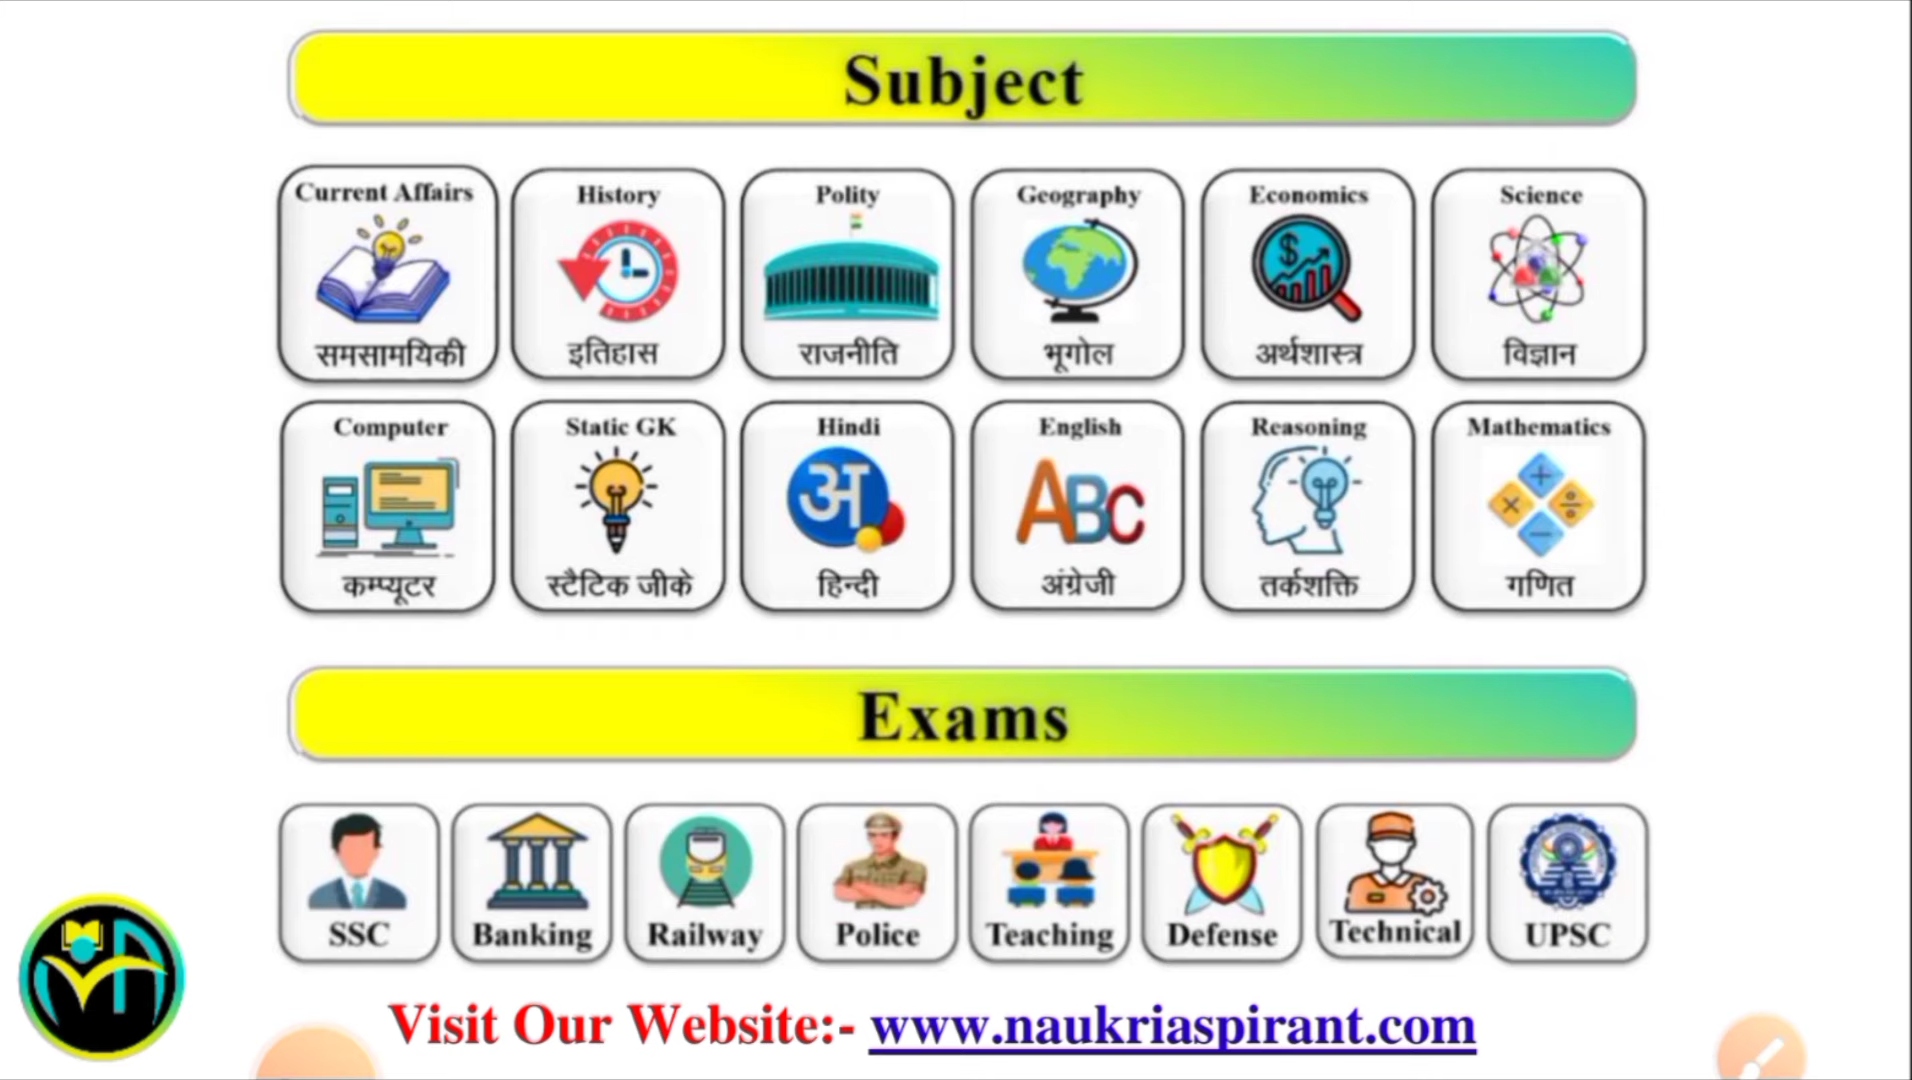 Subject
Current Affairs
History
Polity
Geography
Economics
Science
समसामयिकी
इतिहास
राजनीति
भूगोल
अर्थशास्त्र
विज्ञान
Computer
Static GK
Hindi
English
Reasoning
Mathematics
अ
ABC
कम्प्यूटर
स्टैटिक जीके
हिन्दी
अंग्रेजी
तर्कशक्ति
गणित
Exams
SSC
Banking
Railway
Police
Teaching
Defense
Technical
UPSC
Visit Our Website:- www.naukriaspirant.com